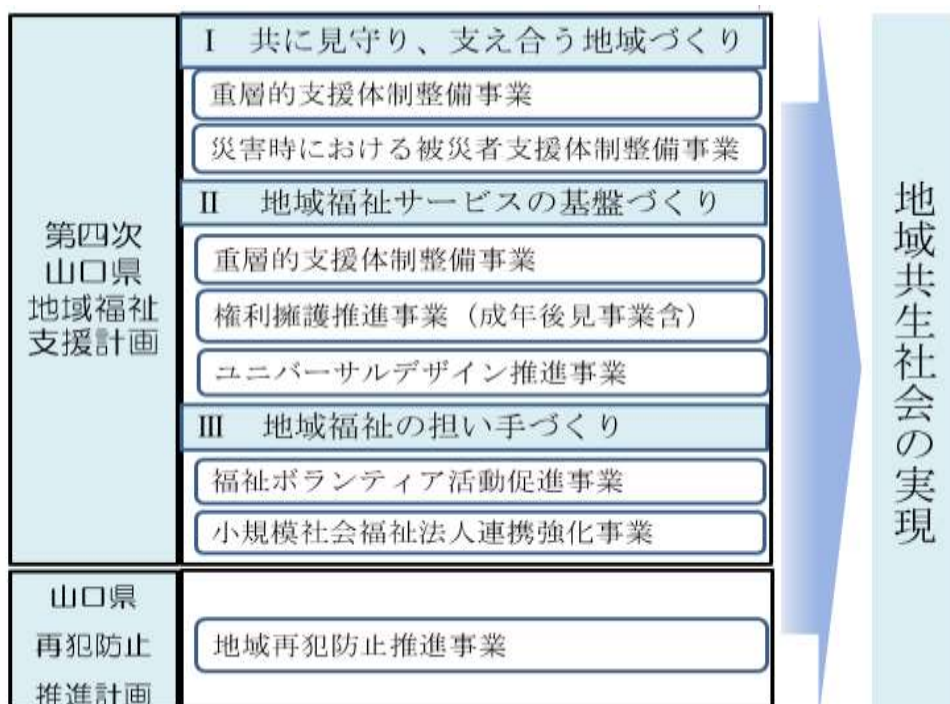 第四次
山口県
地域福祉
支援計画
Ⅰ 共に見守り、支え合う地域づくり
重層的支援体制整備事業
災害時における被災者支援体制整備事業
Ⅱ 地域福祉サービスの基盤づくり
重層的支援体制整備事業
権利擁護推進事業（成年後見事業含）
ユニバーサルデザイン推進事業
Ⅲ 地域福祉の担い手づくり
福祉ボランティア活動促進事業
小規模社会福祉法人連携強化事業
山口県
再犯防止
推進計画
地域再犯防止推進事業
地域共生社会の実現